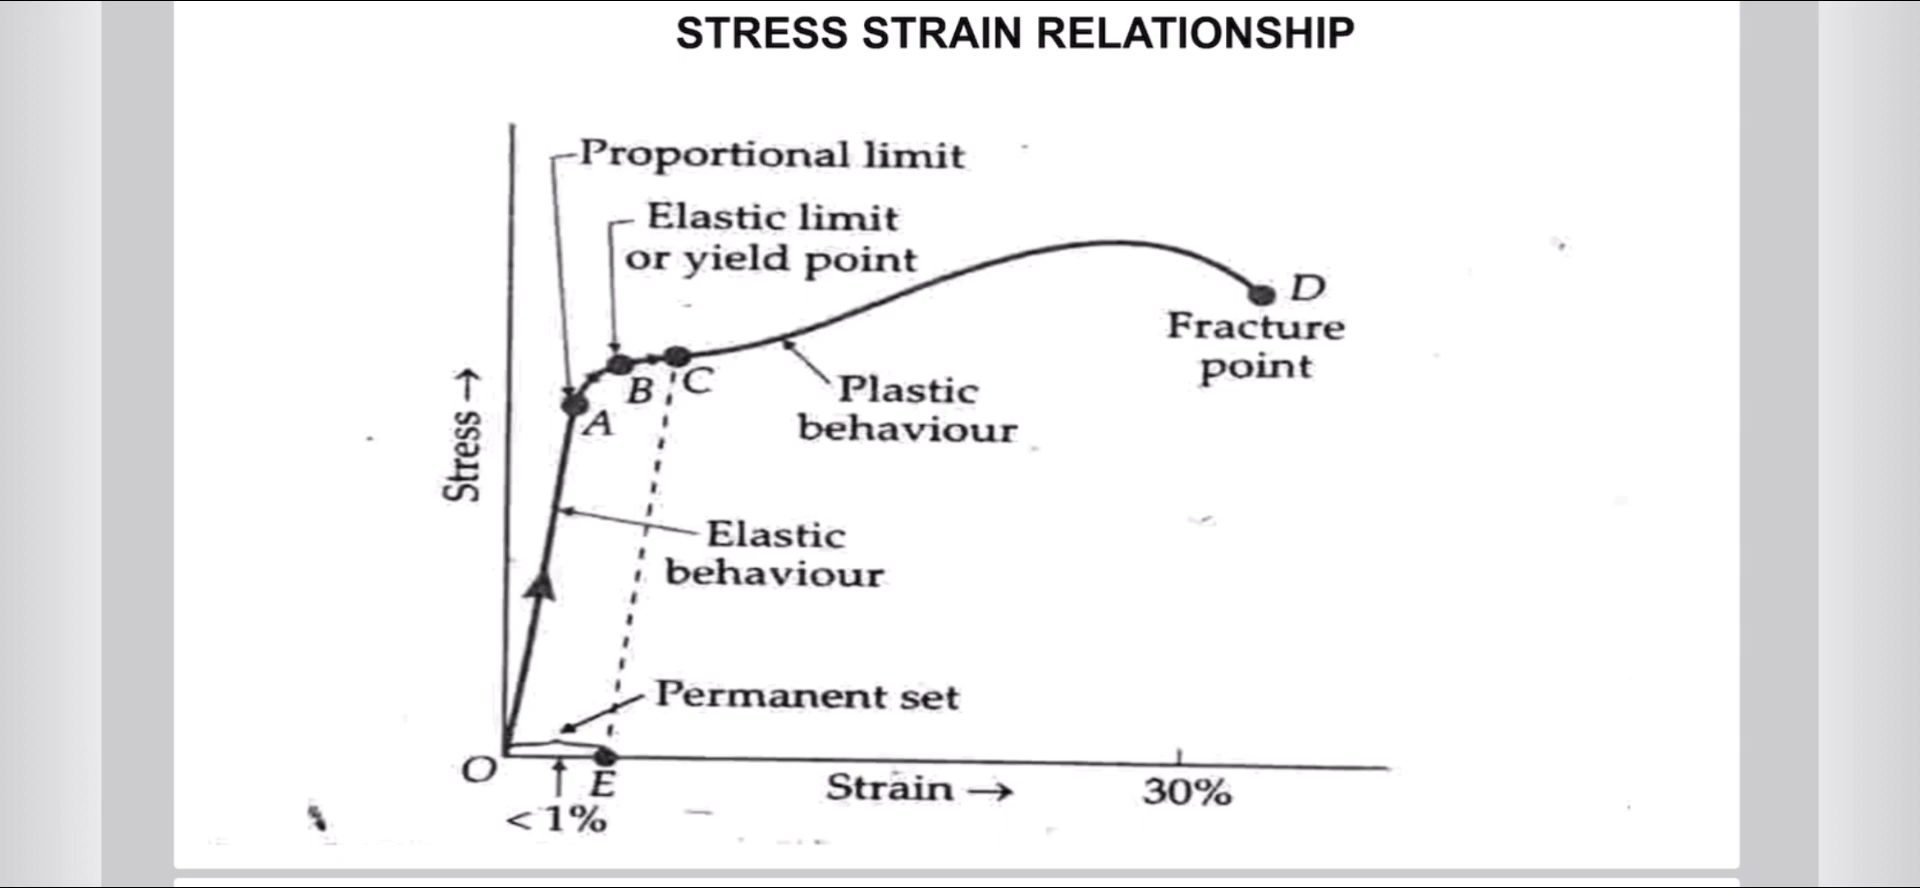 STRESS STRAIN RELATIONSHIP
Proportional limit
Elastic limit
or yield point
D
Fracture
point
B
C
A
Plastic
behaviour
Stress →
Elastic
behaviour
Permanent set
O
E
Strain →
30%
< 1%